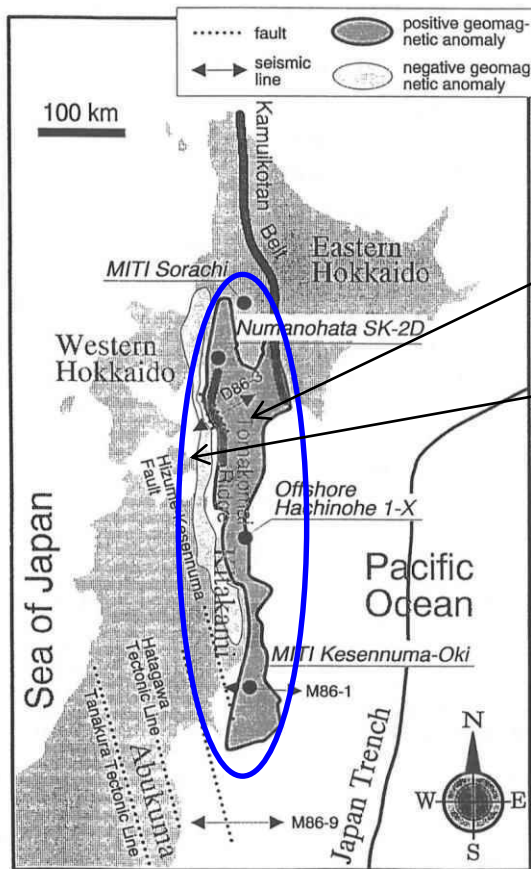 fault
positive geomag-
netic anomaly
seismic
line
negative geomag
netic anomaly
100 km
Kamuikotan
Belt
Eastern
Hokkaido
MITI Sorachi
Numanohata SK-2D
Western
Hokkaido
D86-3
Ridge
Offshore
Hachinohe 1-X
Hizume-Kesennuma
Fault
Kitakami
Sea of Japan
Pacific
Ocean
MITI Kesennuma-Oki
M86-1
Hatagawa
Tectonic Line
Tanakura Tectonic Line
Abukuma
M86-9
Japan Trench
N
W
E
S